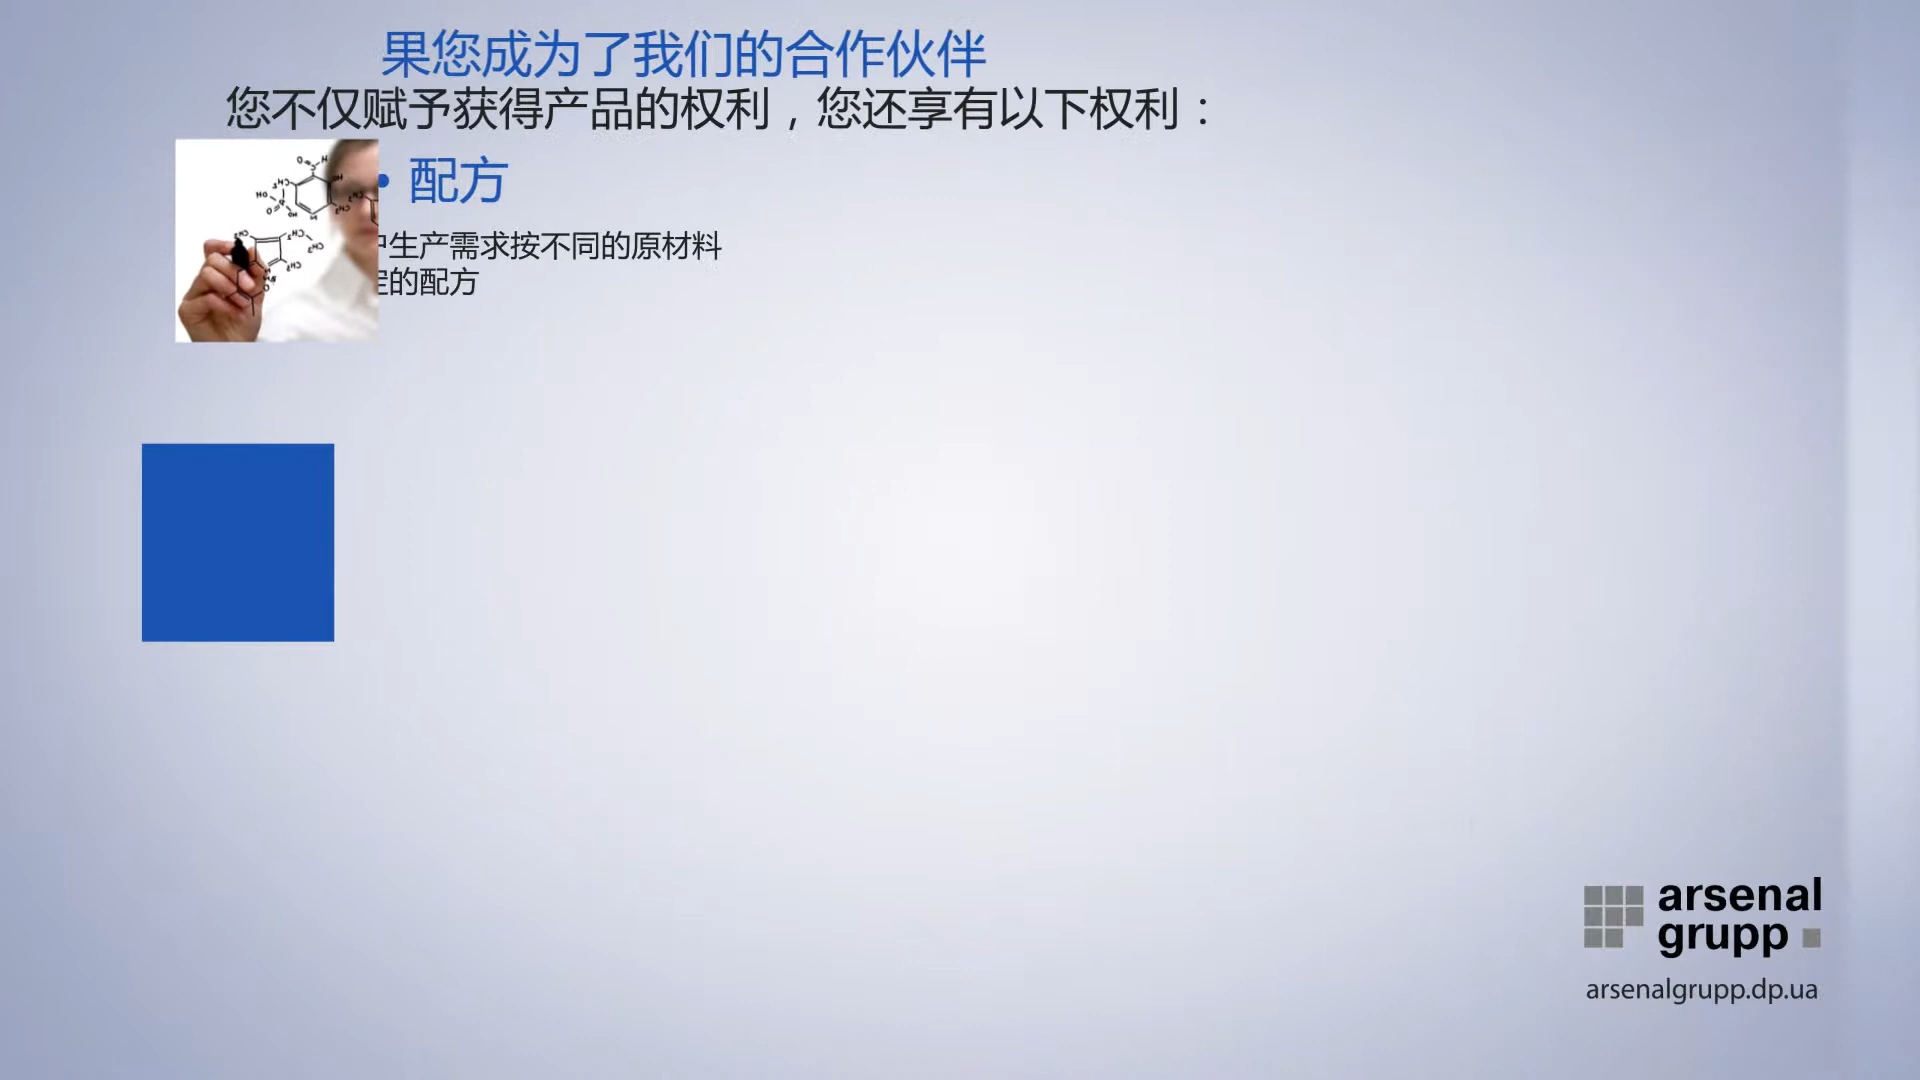 果您成为了我们的合作伙伴
您不仅赋予获得产品的权利，您还享有以下权利：
• 配方
生产需求按不同的原材料
的配方
arsenal
grupp
arsenalgrupp.dp.ua